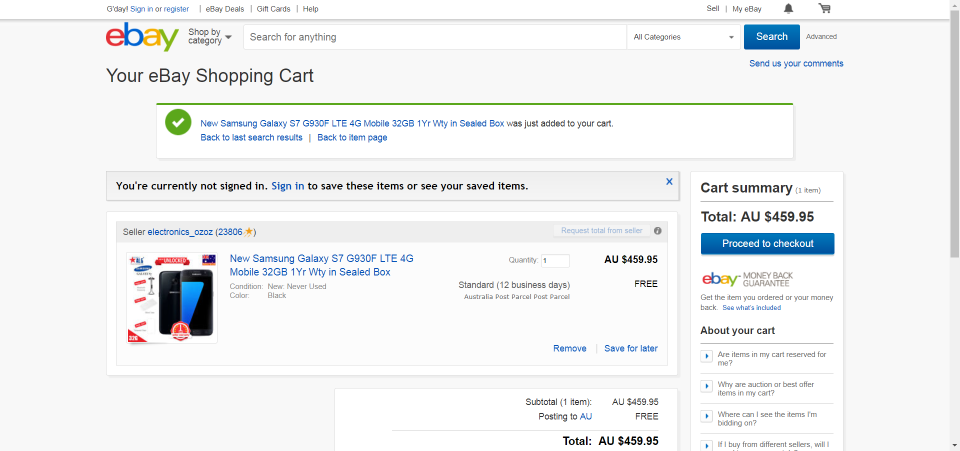 G'day! Sign in or register | eBay Deals | Gift Cards | Help
Sell | My eBay
ebay
Shop by
category
Search for anything
All Categories
Search
Advanced
Send us your comments
Your eBay Shopping Cart
New Samsung Galaxy S7 G930F LTE 4G Mobile 32GB 1Yr Wty in Sealed Box was just added to your cart.
Back to last search results | Back to item page
You're currently not signed in. Sign in to save these items or see your saved items.
X
Seller electronics_ozoz (23806)
Request total from seller
UNLOCKED
New Samsung Galaxy S7 G930F LTE 4G
Mobile 32GB 1Yr Wty in Sealed Box
Condition: New: Never Used
Color: Black
Quantity: 1
AU $459.95
Standard (12 business days)
FREE
Australia Post Parcel Post Parcel
Remove | Save for later
Subtotal (1 item): AU $459.95
Posting to AU FREE
Total: AU $459.95
Cart summary (1 item)
Total: AU $459.95
Proceed to checkout
ebay MONEY BACK
GUARANTEE
Get the item you ordered or your money
back. See what's included
About your cart
Are items in my cart reserved for
me?
Why are auction or best offer
items in my cart?
Where can I see the items I'm
bidding on?
If I buy from different sellers, will I